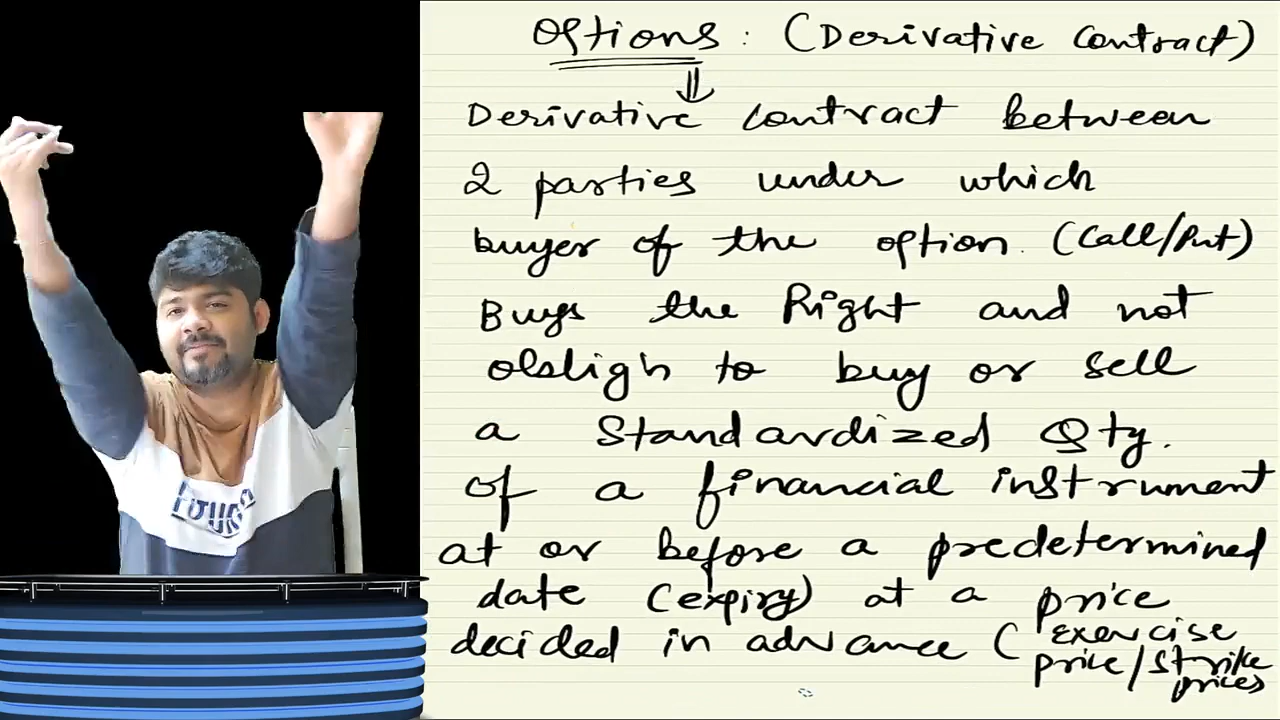 Options : (Derivative Contract)
Derivative Contract between
2 parties under which
buyer of the option. (Call/Put)
Buys the Right and not
oblign to buy or sell
a Standardized Qty.
of a financial instrument
at or before a predetermined
date (expiry) at a price
decided in advance ( exercise
price/Strike
prices
FUTURE